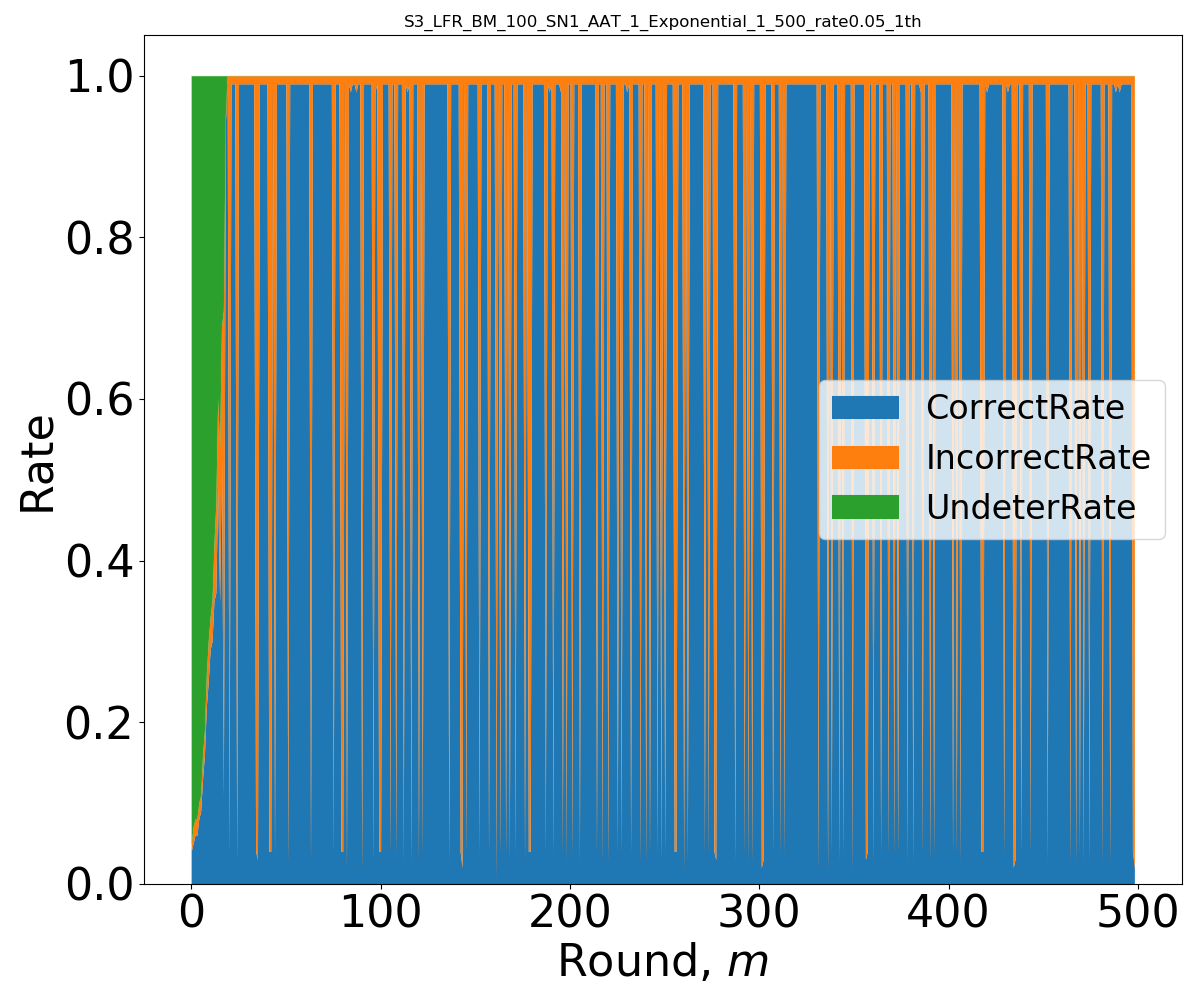 S3_LFR_BM_100_SN1_AAT_1_Exponential_1_500_rate0.05_1th
1.0
0.8
0.6
0.4
0.2
0.0
Rate
CorrectRate
IncorrectRate
UndeterRate
0 100 200 300 400 500
Round, m